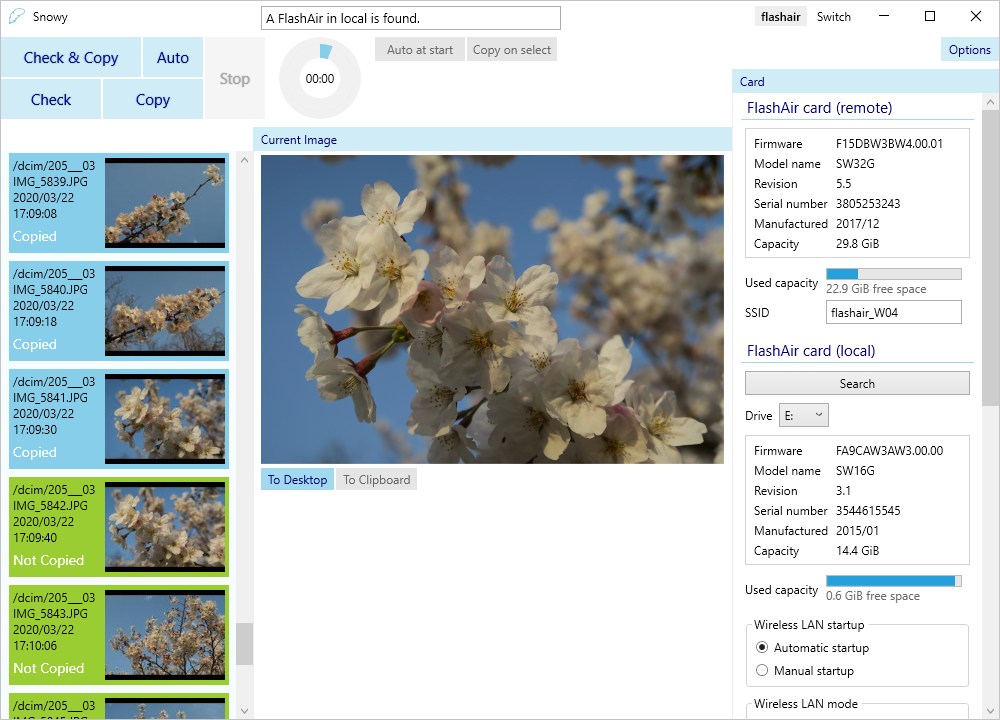 Snowy
A FlashAir in local is found.
flashair Switch
Check & Copy Auto
Check Copy
Stop
00:00
Auto at start Copy on select
Options
/dcim/205___03
IMG_5839.JPG
2020/03/22
17:09:08
Copied
/dcim/205___03
IMG_5840.JPG
2020/03/22
17:09:18
Copied
/dcim/205___03
IMG_5841.JPG
2020/03/22
17:09:30
Copied
/dcim/205___03
IMG_5842.JPG
2020/03/22
17:09:40
Not Copied
/dcim/205___03
IMG_5843.JPG
2020/03/22
17:10:06
Not Copied
/dcim/205___03
Current Image
To Desktop To Clipboard
Card
FlashAir card (remote)
Firmware F15DBW3BW4.00.01
Model name SW32G
Revision 5.5
Serial number 3805253243
Manufactured 2017/12
Capacity 29.8 GiB
Used capacity
22.9 GiB free space
SSID flashair_W04
FlashAir card (local)
Search
Drive E:
Firmware FA9CAW3AW3.00.00
Model name SW16G
Revision 3.1
Serial number 3544615545
Manufactured 2015/01
Capacity 14.4 GiB
Used capacity
0.6 GiB free space
Wireless LAN startup
Automatic startup
Manual startup
Wireless LAN mode